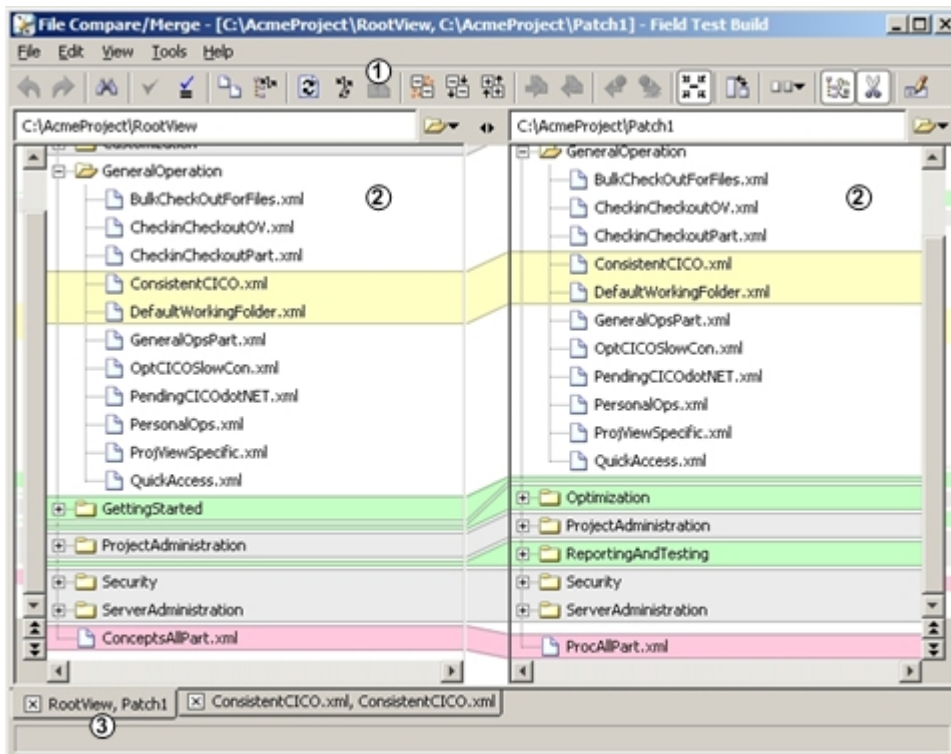 File Compare/Merge - [C:\AcmeProject\RootView, C:\AcmeProject\Patch1] - Field Test Build
File Edit View Tools Help
1
C:\AcmeProject\RootView
C:\AcmeProject\Patch1
Customization
GeneralOperation
2
BulkCheckOutForFiles.xml
CheckinCheckoutOV.xml
CheckinCheckoutPart.xml
ConsistentCICO.xml
DefaultWorkingFolder.xml
GeneralOpsPart.xml
OptCICOSlowCon.xml
PendingCICOdotNET.xml
PersonalOps.xml
ProjViewSpecific.xml
QuickAccess.xml
GettingStarted
ProjectAdministration
Security
ServerAdministration
ConceptsAllPart.xml
GeneralOperation
2
BulkCheckOutForFiles.xml
CheckinCheckoutOV.xml
CheckinCheckoutPart.xml
ConsistentCICO.xml
DefaultWorkingFolder.xml
GeneralOpsPart.xml
OptCICOSlowCon.xml
PendingCICOdotNET.xml
PersonalOps.xml
ProjViewSpecific.xml
QuickAccess.xml
Optimization
ProjectAdministration
ReportingAndTesting
Security
ServerAdministration
ProcAllPart.xml
RootView, Patch1
ConsistentCICO.xml, ConsistentCICO.xml
3